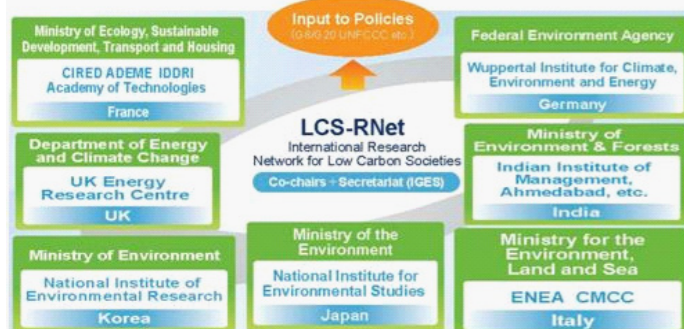 Input to Policies
(G8/G20 UNFCCC etc.)
Ministry of Ecology, Sustainable
Development, Transport and Housing
CIRED ADEME IDDRI
Academy of Technologies
France
Federal Environment Agency
Wuppertal Institute for Climate,
Environment and Energy
Germany
LCS-RNet
International Research
Network for Low Carbon Societies
Co-chairs + Secretariat (IGES)
Department of Energy
and Climate Change
UK Energy
Research Centre
UK
Ministry of
Environment & Forests
Indian Institute of
Management,
Ahmedabad, etc.
India
Ministry of Environment
National Institute of
Environmental Research
Korea
Ministry of the
Environment
National Institute for
Environmental Studies
Japan
Ministry for the
Environment,
Land and Sea
ENEA CMCC
Italy